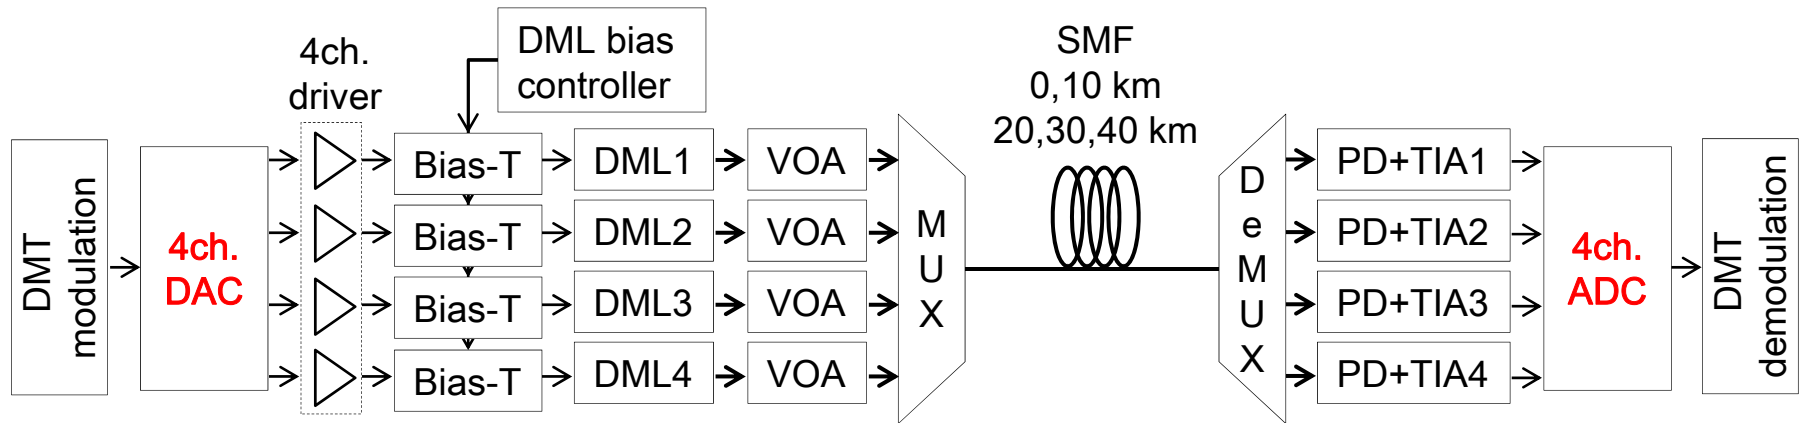 DMT
modulation
4ch.
DAC
4ch.
driver
DML bias
controller
Bias-T
Bias-T
Bias-T
Bias-T
DML1
DML2
DML3
DML4
VOA
VOA
VOA
VOA
M
U
X
SMF
0,10 km
20,30,40 km
D
e
M
U
X
PD+TIA1
PD+TIA2
PD+TIA3
PD+TIA4
4ch.
ADC
DMT
demodulation